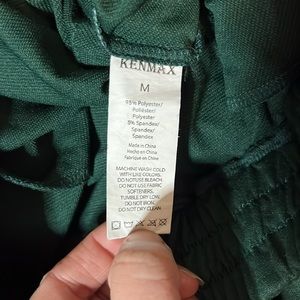 KENMAX
M
95% Polyester/
Poliéster/
Polyester
5% Spandex/
Spandex/
Spandex
Made in China
Hecho en China
Fabriqué en Chine
MACHINE WASH COLD
WITH LIKE COLORS.
DO NOT USE BLEACH.
DO NOT USE FABRIC
SOFTENERS.
TUMBLE DRY LOW.
DO NOT IRON.
DO NOT DRY CLEAN